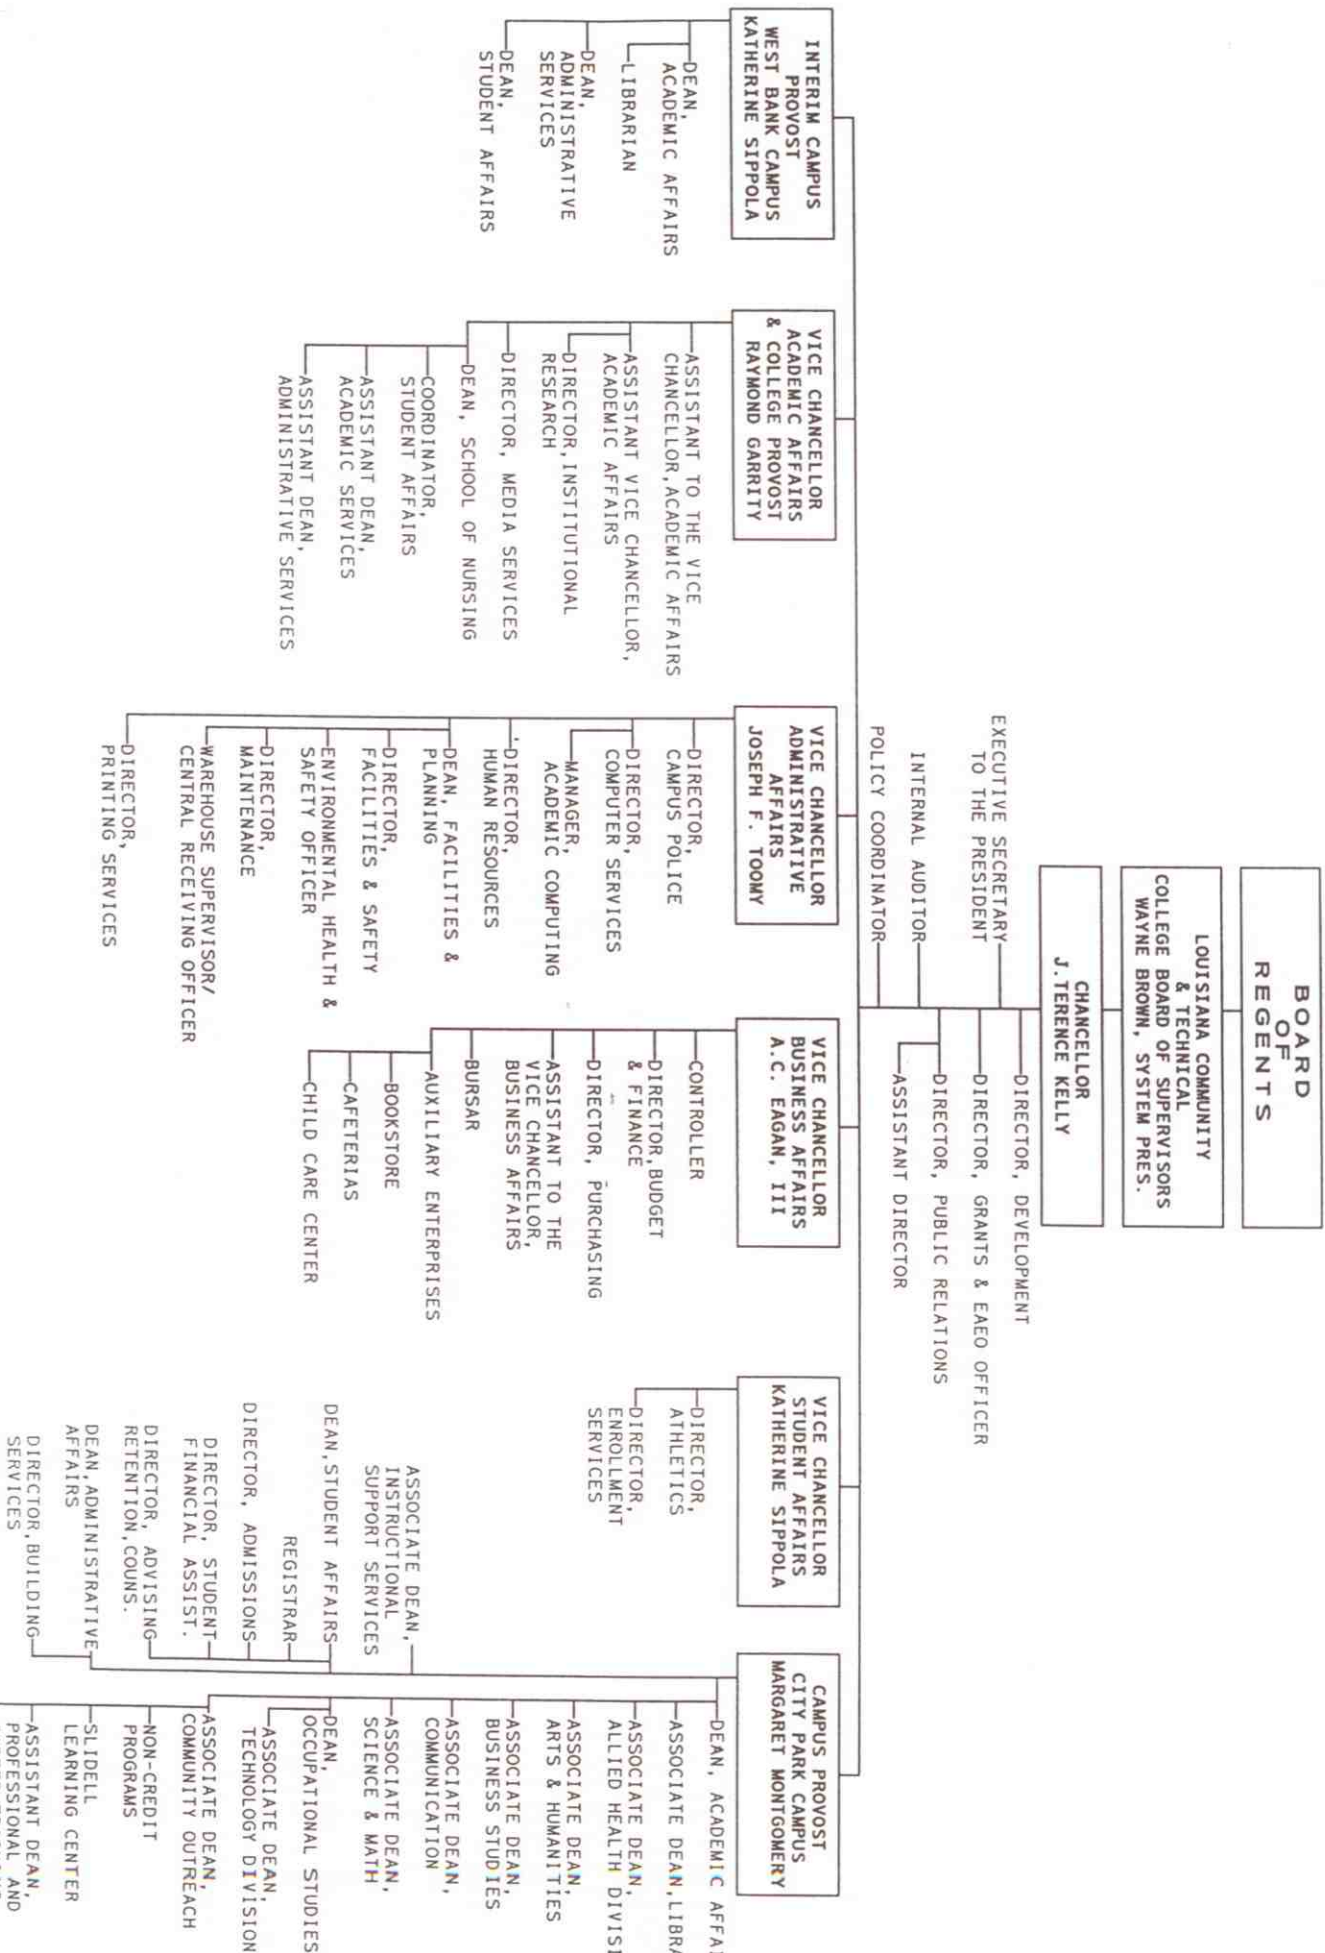 BOARD
OF
REGENTS
LOUISIANA COMMUNITY
& TECHNICAL
COLLEGE BOARD OF SUPERVISORS
WAYNE BROWN, SYSTEM PRES.
CHANCELLOR
J. TERENCE KELLY
DIRECTOR, DEVELOPMENT
EXECUTIVE SECRETARY
TO THE PRESIDENT
DIRECTOR, GRANTS & EAEO OFFICER
INTERNAL AUDITOR
DIRECTOR, PUBLIC RELATIONS
POLICY COORDINATOR
ASSISTANT DIRECTOR
INTERIM CAMPUS
PROVOST
WEST BANK CAMPUS
KATHERINE SIPPOLA
DEAN,
ACADEMIC AFFAIRS
LIBRARIAN
DEAN,
ADMINISTRATIVE
SERVICES
DEAN,
STUDENT AFFAIRS
VICE CHANCELLOR
ACADEMIC AFFAIRS
& COLLEGE PROVOST
RAYMOND GARRITY
ASSISTANT TO THE VICE
CHANCELLOR, ACADEMIC AFFAIRS
ASSISTANT VICE CHANCELLOR,
ACADEMIC AFFAIRS
DIRECTOR, INSTITUTIONAL
RESEARCH
DIRECTOR, MEDIA SERVICES
DEAN, SCHOOL OF NURSING
COORDINATOR,
STUDENT AFFAIRS
ASSISTANT DEAN,
ACADEMIC SERVICES
ASSISTANT DEAN,
ADMINISTRATIVE SERVICES
VICE CHANCELLOR
ADMINISTRATIVE
AFFAIRS
JOSEPH F. TOOMY
DIRECTOR,
CAMPUS POLICE
DIRECTOR,
COMPUTER SERVICES
MANAGER,
ACADEMIC COMPUTING
DIRECTOR,
HUMAN RESOURCES
DEAN, FACILITIES &
PLANNING
DIRECTOR,
FACILITIES & SAFETY
ENVIRONMENTAL HEALTH &
SAFETY OFFICER
DIRECTOR,
MAINTENANCE
WAREHOUSE SUPERVISOR/
CENTRAL RECEIVING OFFICER
DIRECTOR,
PRINTING SERVICES
VICE CHANCELLOR
BUSINESS AFFAIRS
A.C. EAGAN, III
CONTROLLER
DIRECTOR, BUDGET
& FINANCE
DIRECTOR, PURCHASING
ASSISTANT TO THE
VICE CHANCELLOR,
BUSINESS AFFAIRS
BURSAR
AUXILIARY ENTERPRISES
BOOKSTORE
CAFETERIAS
CHILD CARE CENTER
VICE CHANCELLOR
STUDENT AFFAIRS
KATHERINE SIPPOLA
DIRECTOR,
ATHLETICS
DIRECTOR,
ENROLLMENT
SERVICES
CAMPUS PROVOST
CITY PARK CAMPUS
MARGARET MONTGOMERY
ASSOCIATE DEAN,
INSTRUCTIONAL
SUPPORT SERVICES
DEAN, STUDENT AFFAIRS
REGISTRAR
DIRECTOR, ADMISSIONS
DIRECTOR, STUDENT
FINANCIAL ASSIST.
DIRECTOR, ADVISING
RETENTION, COUNS.
DEAN, ADMINISTRATIVE
AFFAIRS
DIRECTOR, BUILDING
SERVICES
DEAN, ACADEMIC
ASSOCIATE DEAN,
ASSOCIATE DEAN,
ALLIED HEALTH
ASSOCIATE DEAN,
ARTS & HUMANITIES
ASSOCIATE DEAN,
BUSINESS STUDIES
ASSOCIATE DEAN,
COMMUNICATION
ASSOCIATE DEAN,
SCIENCE & MATH
DEAN,
OCCUPATIONAL STUDIES
ASSOCIATE DEAN,
TECHNOLOGY DIVISION
ASSOCIATE DEAN,
COMMUNITY OUTREACH
NON-CREDIT
PROGRAMS
SLIDELL
LEARNING CENTER
ASSISTANT DEAN,
PROFESSIONAL AND